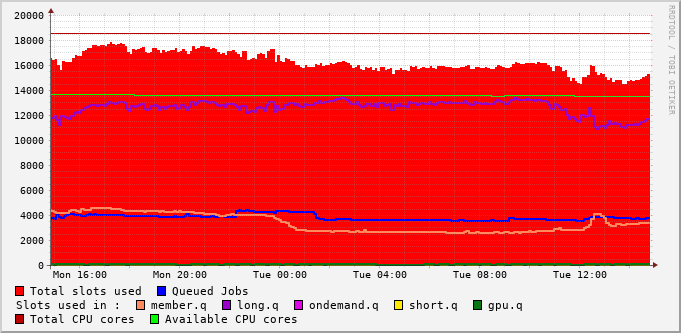 20000
18000
16000
14000
12000
10000
8000
6000
4000
2000
0
Mon 16:00 Mon 20:00 Tue 00:00 Tue 04:00 Tue 08:00 Tue 12:00
RRDTOOL / TOBI OETIKER
Total slots used Queued Jobs
Slots used in : member.q long.q ondemand.q short.q gpu.q
Total CPU cores Available CPU cores